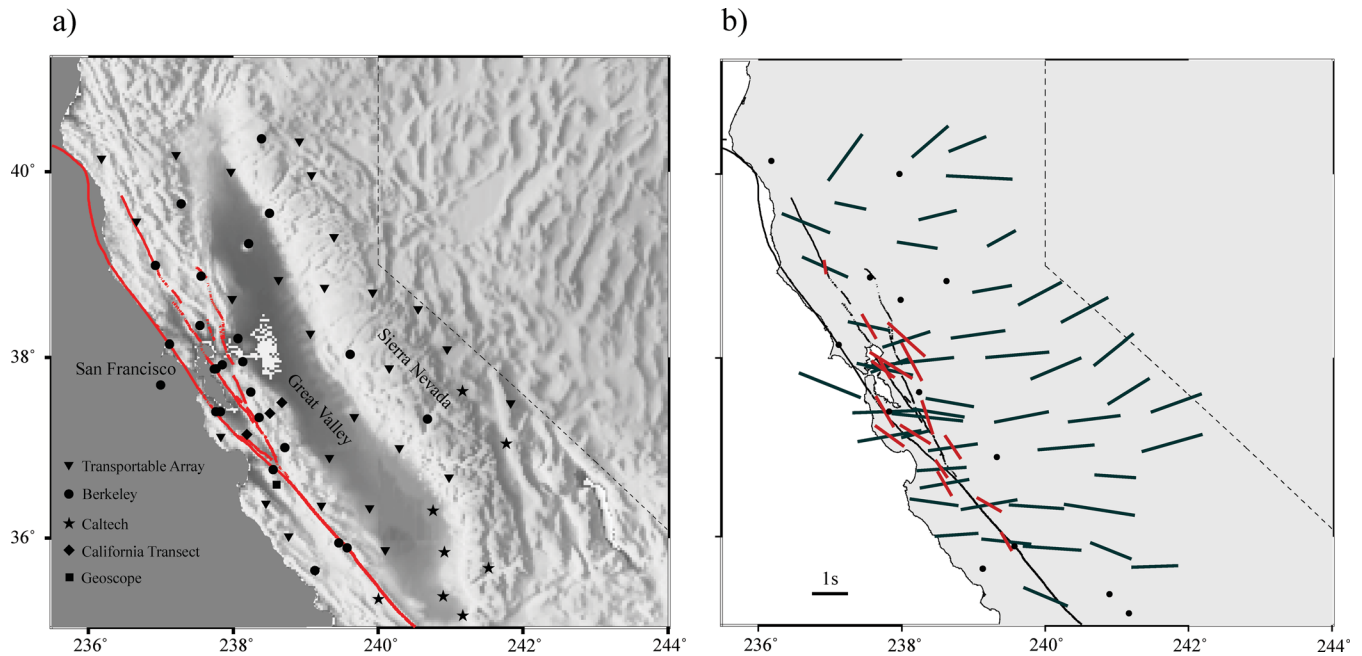 a)
b)
40°
38°
36°
San Francisco
Great Valley
Sierra Nevada
Transportable Array
Berkeley
Caltech
California Transect
Geoscope
236° 238° 240° 242° 244°
1s
236° 238° 240° 242° 244°